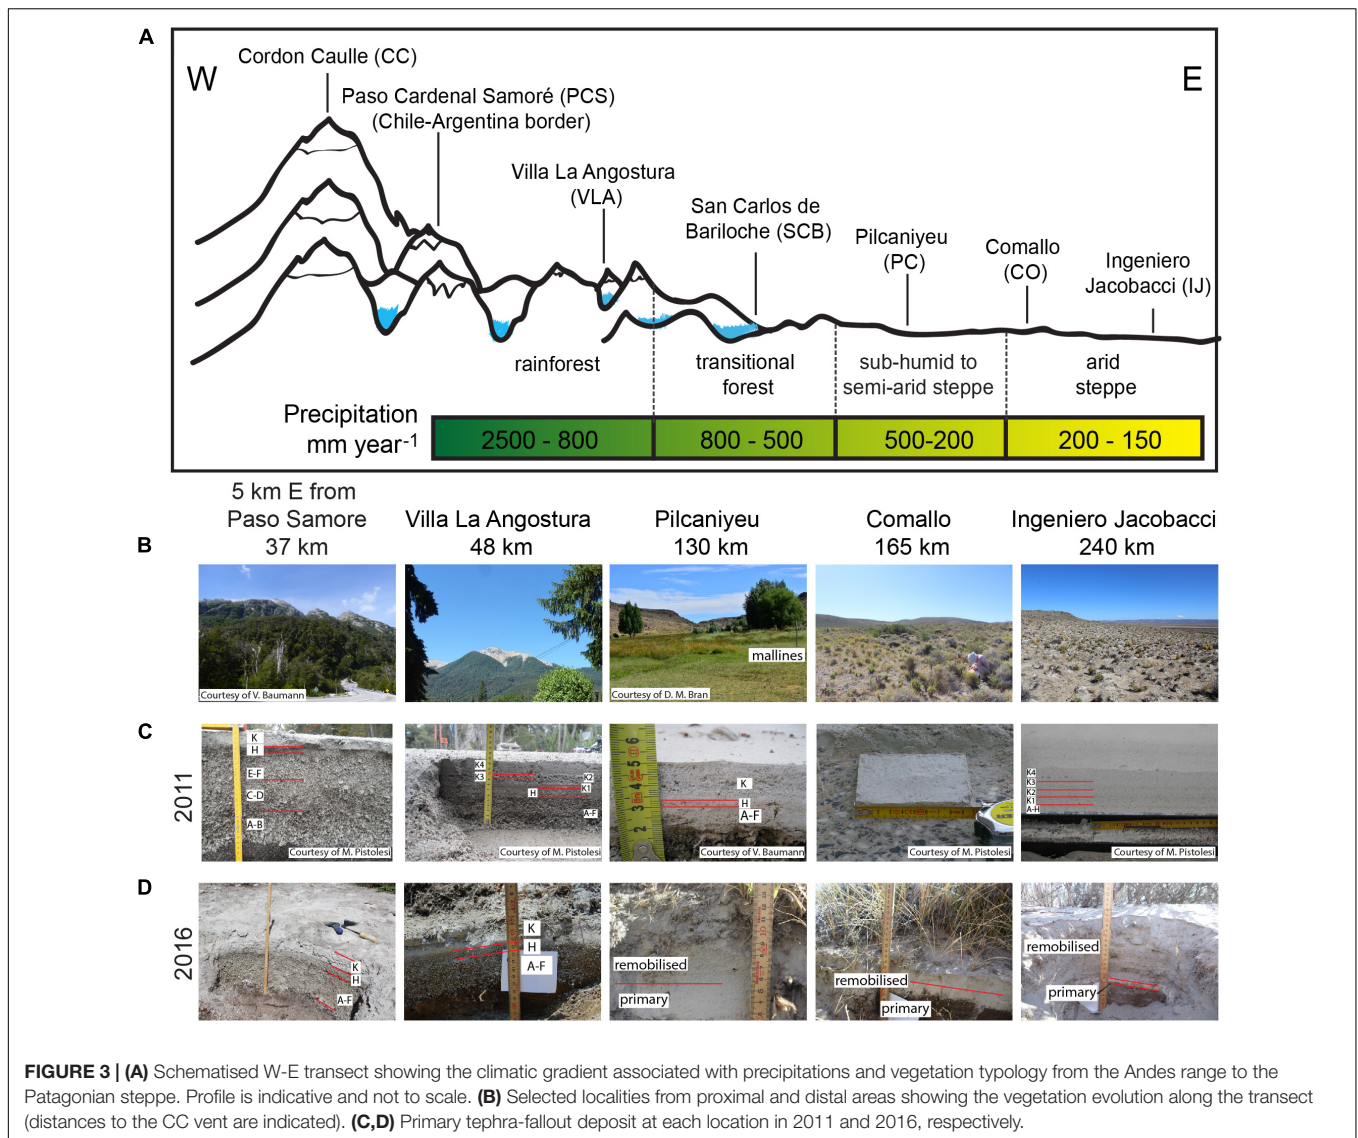 A
W
E
Cordon Caulle (CC)
Paso Cardenal Samoré (PCS)
(Chile-Argentina border)
Villa La Angostura
(VLA)
San Carlos de
Bariloche (SCB)
Pilcaniyeu
(PC)
Comallo
(CO)
Ingeniero
Jacobacci (IJ)
rainforest
transitional
forest
sub-humid to
semi-arid steppe
arid
steppe
Precipitation
mm year-1
2500 - 800
800 - 500
500-200
200 - 150
B
5 km E from
Paso Samore
37 km
Villa La Angostura
48 km
Pilcaniyeu
130 km
Comallo
165 km
Ingeniero Jacobacci
240 km
Courtesy of V. Baumann
mallines
Courtesy of D. M. Bran
C
2011
K
H
E-F
C-D
A-B
Courtesy of M. Pistolesi
K4
K3
K2
K1
H
A-F
Courtesy of M. Pistolesi
K
H
A-F
Courtesy of V. Baumann
Courtesy of M. Pistolesi
K4
K3
K2
K1
A-H
Courtesy of M. Pistolesi
D
2016
K
H
A-F
K
H
A-F
remobilised
primary
remobilised
primary
remobilised
primary
FIGURE 3 | (A) Schematised W-E transect showing the climatic gradient associated with precipitations and vegetation typology from the Andes range to the
Patagonian steppe. Profile is indicative and not to scale. (B) Selected localities from proximal and distal areas showing the vegetation evolution along the transect
(distances to the CC vent are indicated). (C,D) Primary tephra-fallout deposit at each location in 2011 and 2016, respectively.